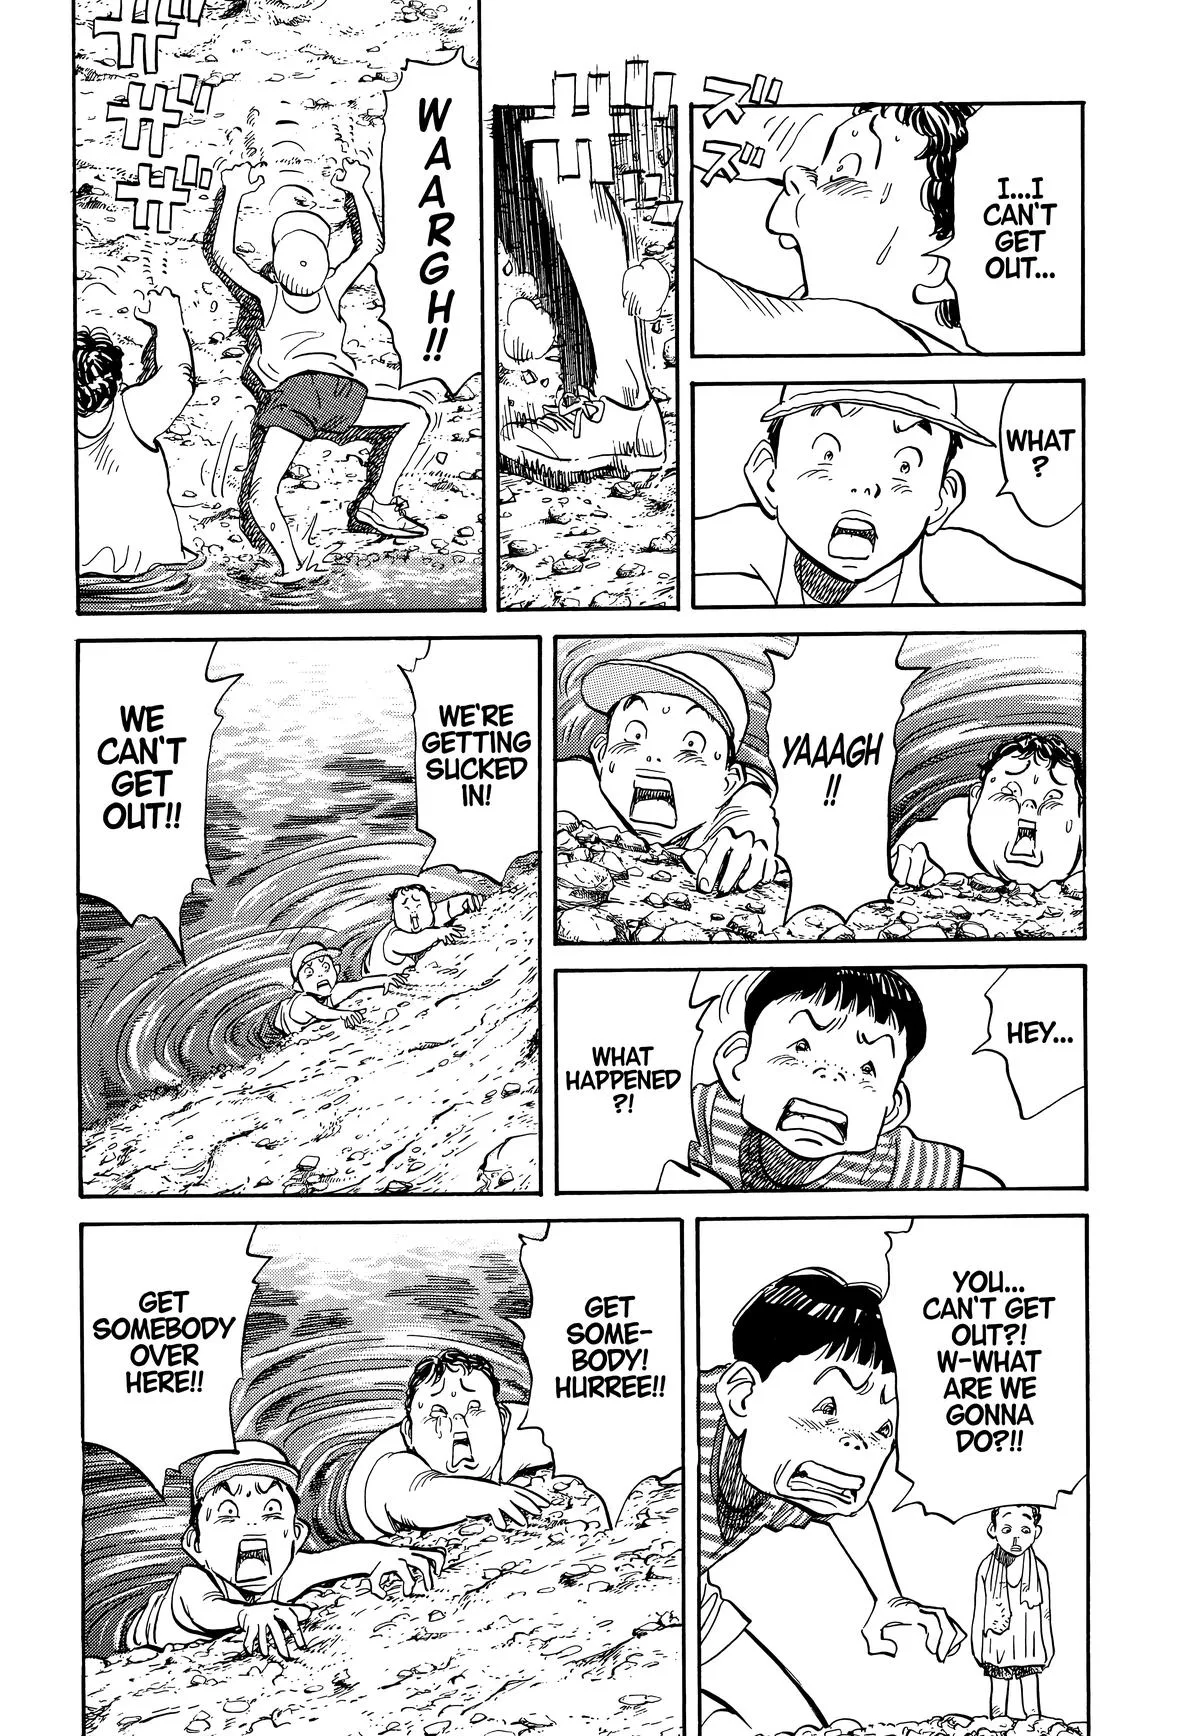 ズ
ズ
I...I
CAN'T
GET
OUT...
WHAT
?
ザ
WAARGH!!
ザ
ザ
ザ
YAAAGH
!!
HEY...
WHAT
HAPPENED
?!
WE'RE
GETTING
SUCKED
IN!
WE
CAN'T
GET
OUT!!
YOU...
CAN'T GET
OUT?!
W-WHAT
ARE WE
GONNA
DO?!!
GET
SOME-
BODY!
HURREE!!
GET
SOMEBODY
OVER
HERE!!